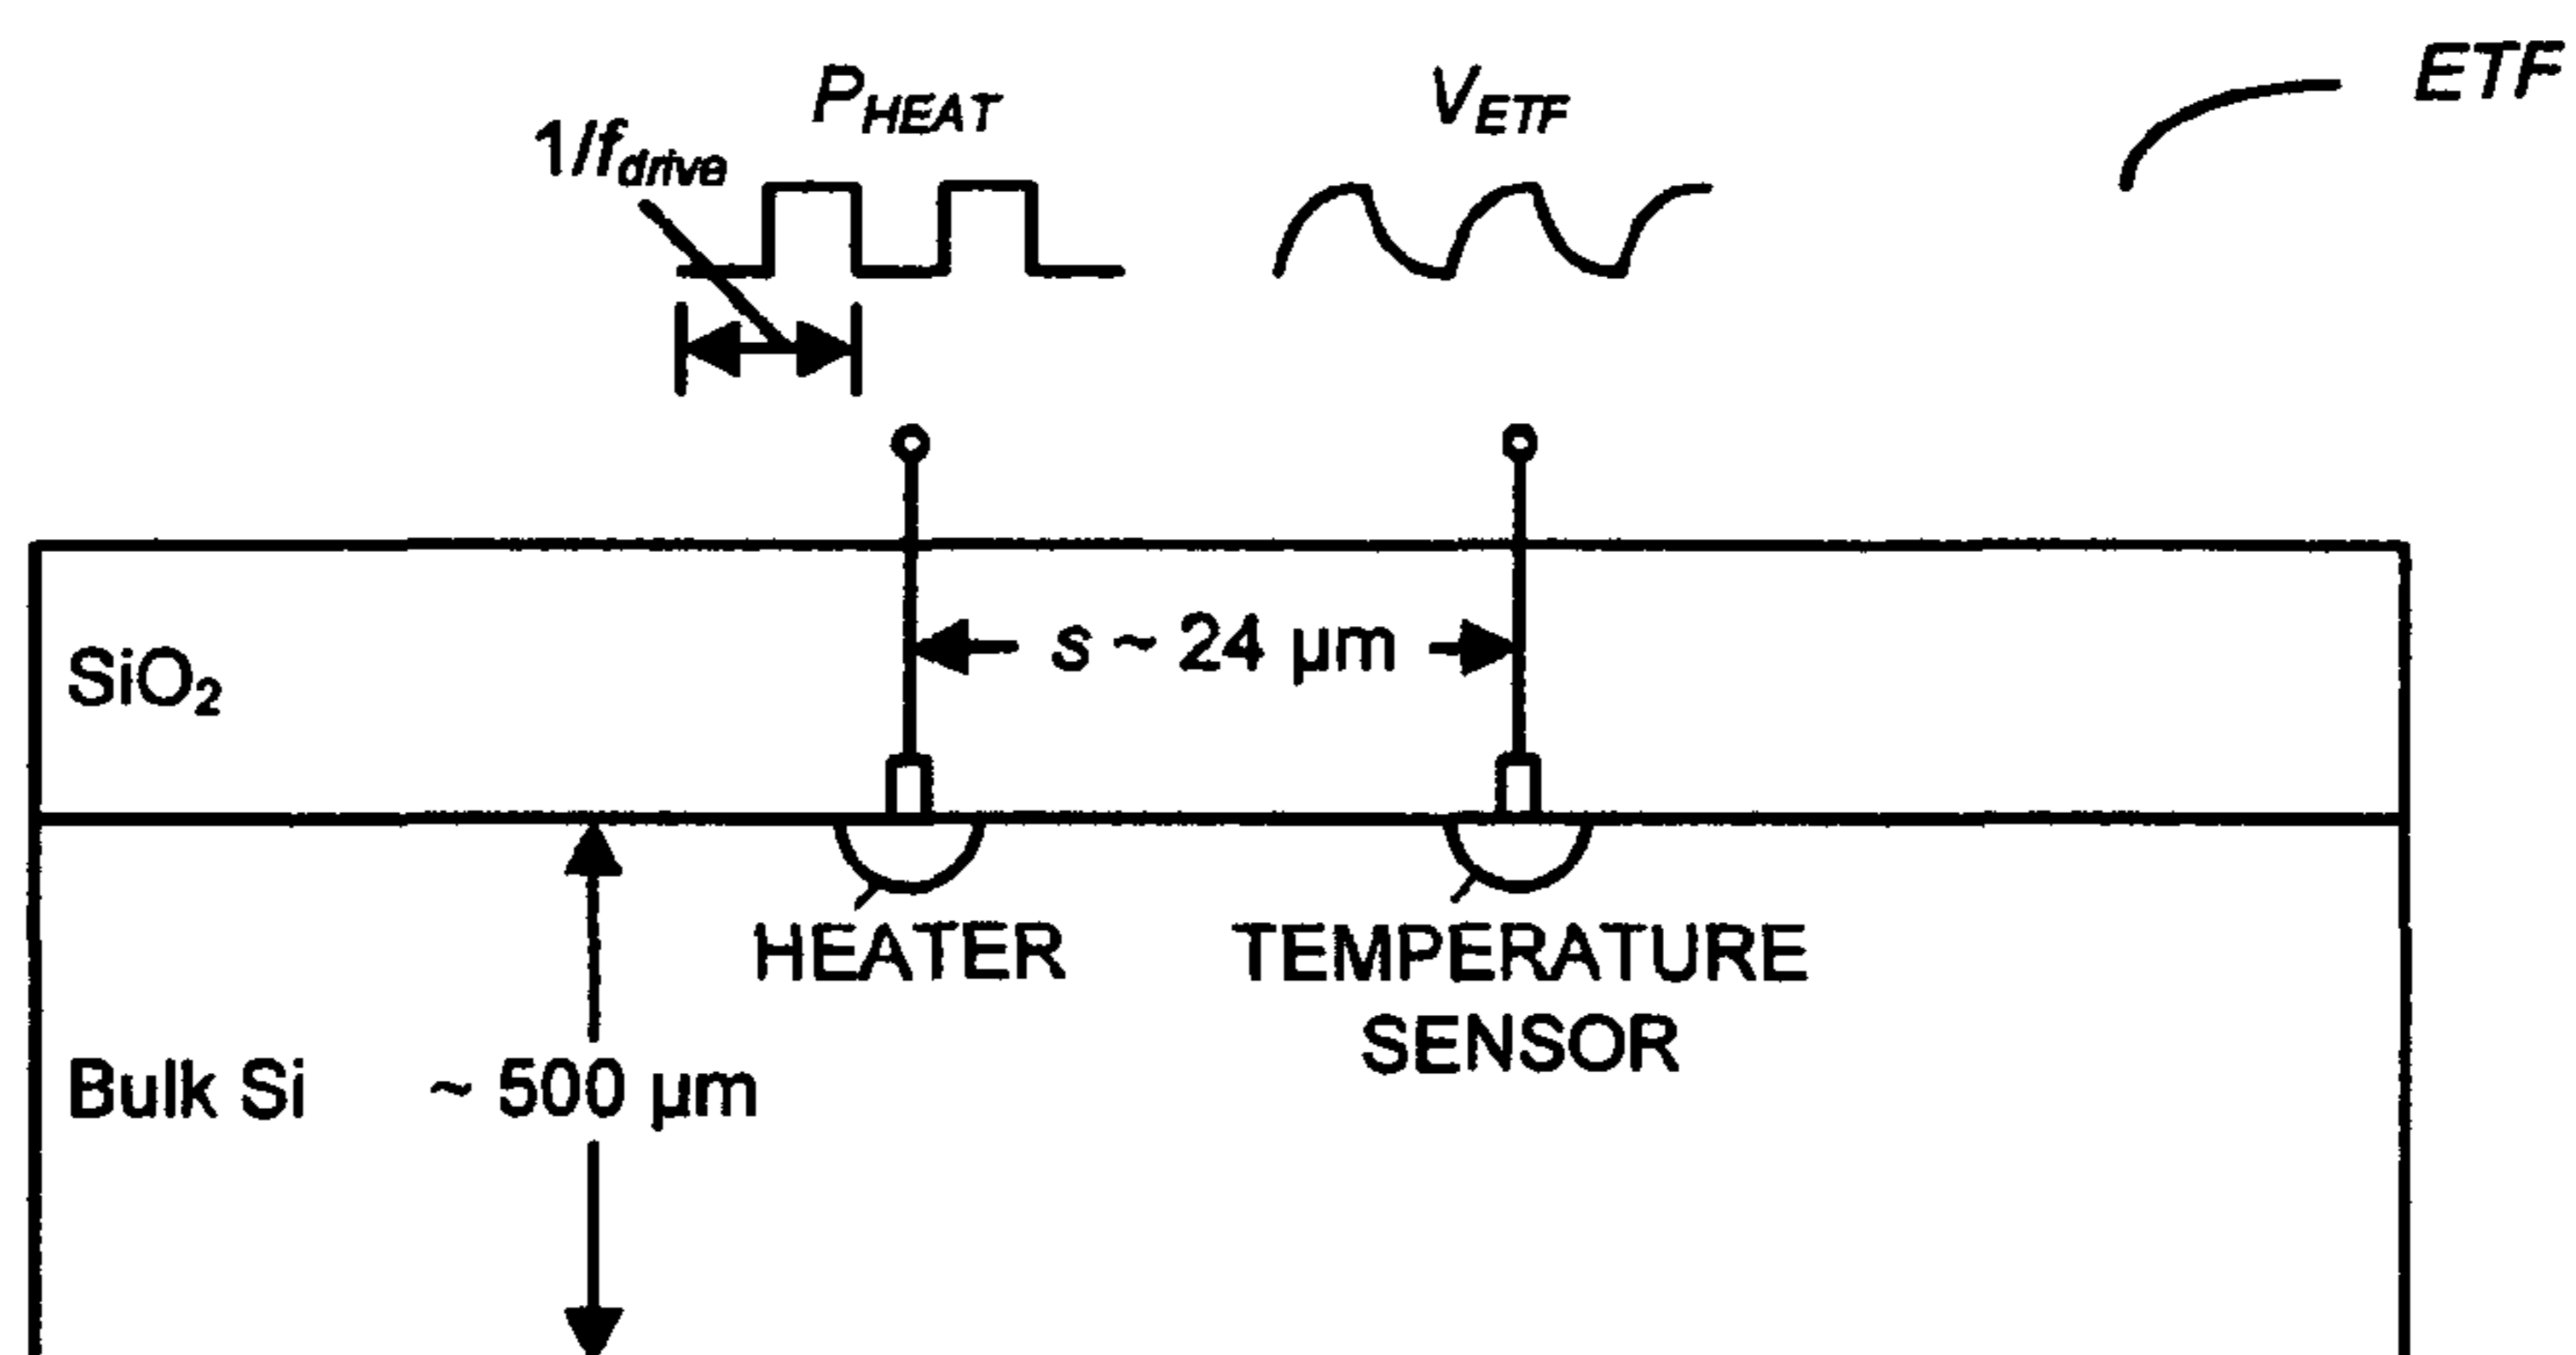 ETF
P_HEAT
V_ETF
1/f_drive
s ~ 24 µm
SiO₂
HEATER
TEMPERATURE
SENSOR
Bulk Si
~ 500 µm